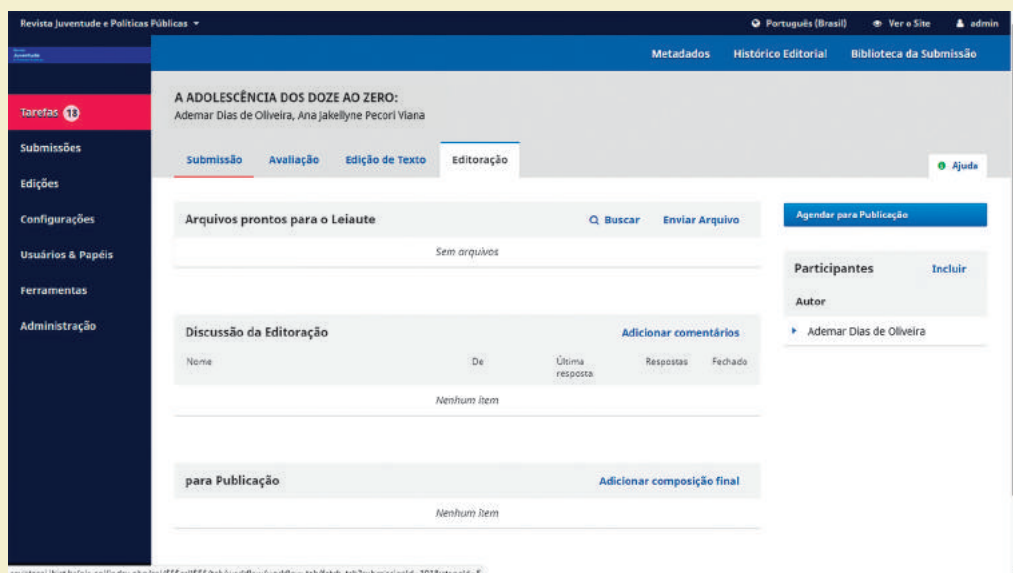 Revista Juventude e Políticas Públicas
Português (Brasil) Ver o Site admin
Juventude
Metadados Histórico Editorial Biblioteca da Submissão
Tarefas 18
Submissões
Edições
Configurações
Usuários & Papéis
Ferramentas
Administração
A ADOLESCÊNCIA DOS DOZE AO ZERO:
Ademar Dias de Oliveira, Ana Jakellyne Pecori Viana
Submissão Avaliação Edição de Texto Editoração
Ajuda
Arquivos prontos para o Leiaute Buscar Enviar Arquivo
Sem arquivos
Discussão da Editoração Adicionar comentários
Nome De Última resposta Respostas Fechado
Nenhum item
para Publicação Adicionar composição final
Nenhum item
Agendar para Publicação
Participantes Incluir
Autor
Ademar Dias de Oliveira